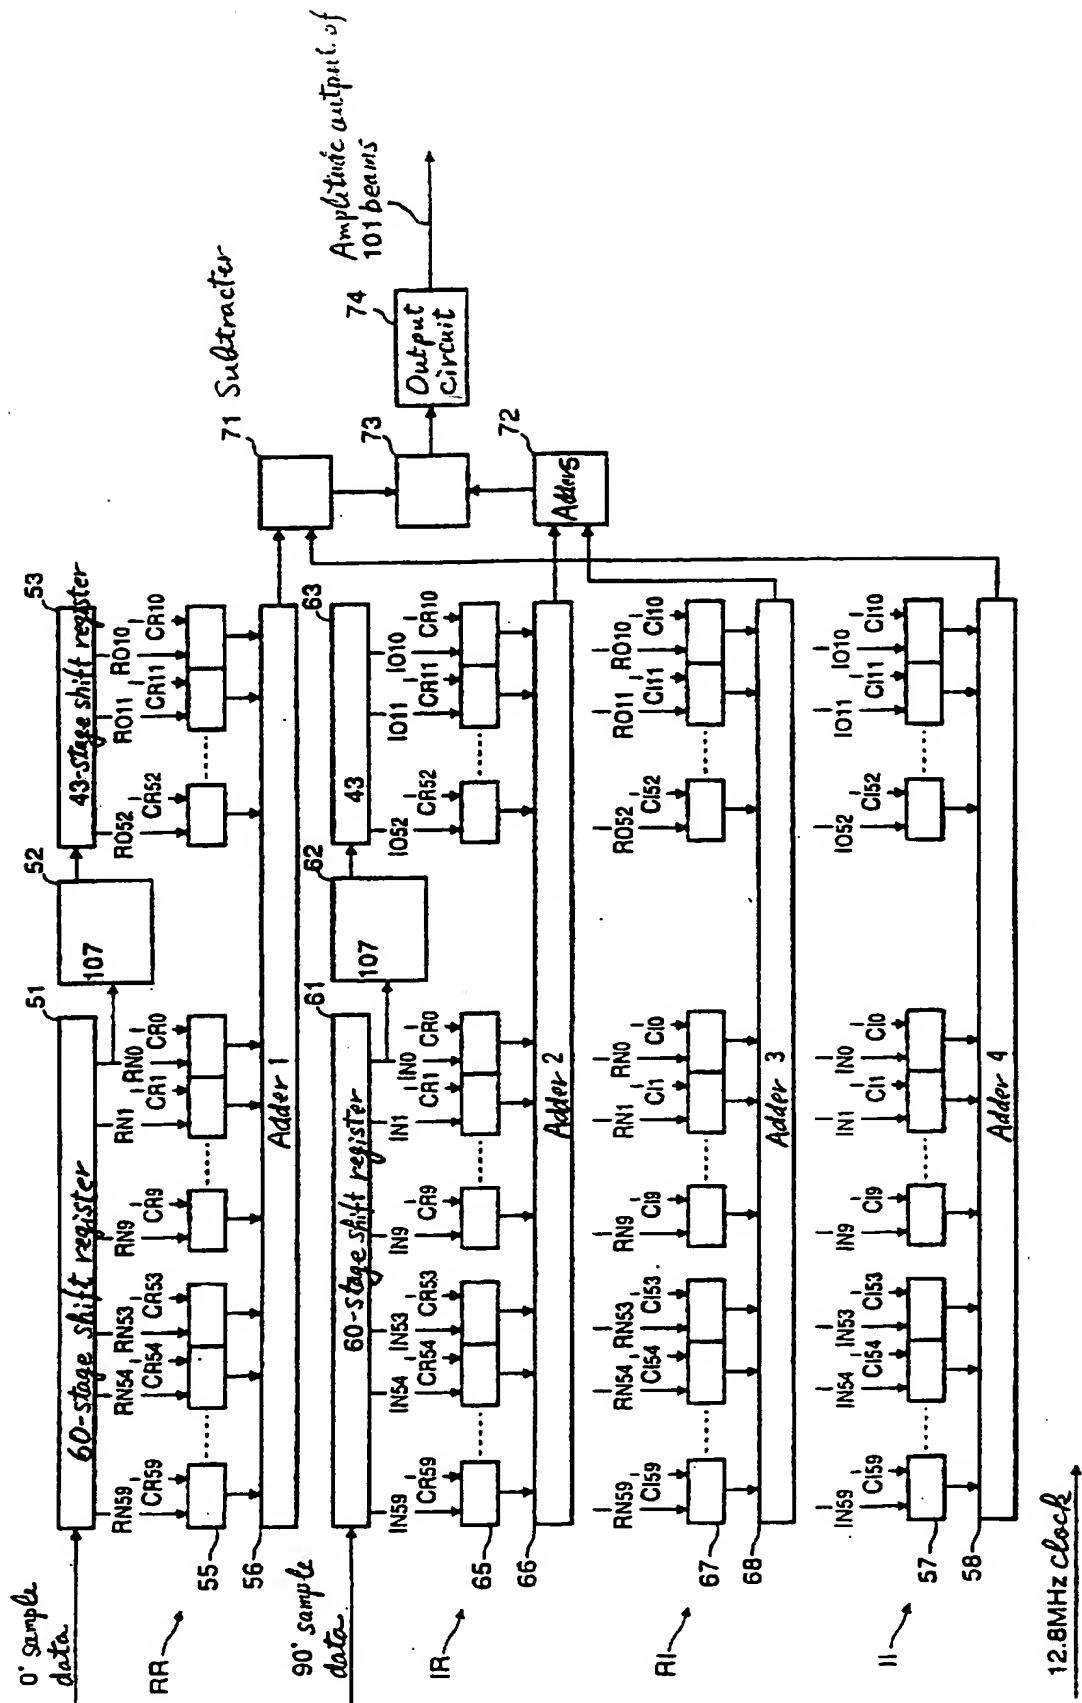 0° sample
data
51
60-stage shift register
52
107
53
43-stage shift register
RR
RN59
CR59
RN54
CR54
RN53
CR53
RN9
CR9
RN1
CR1
RN0
CR0
RO52
CR52
RO11
CR11
RO10
CR10
55
56
Adder 1
71 Subtracter
90° sample
data
61
60-stage shift register
62
107
63
43
73
74
Output
circuit
Amplitude output of
101 beams
IR
IN59
CR59
IN54
CR54
IN53
CR53
IN9
CR9
IN1
CR1
IN0
CR0
IO52
CR52
IO11
CR11
IO10
CR10
65
66
Adder 2
72
Adder5
RI
RN59
CI59
RN54
CI54
RN53
CI53
RN9
CI9
RN1
CI1
RN0
CI0
RO52
CI52
RO11
CI11
RO10
CI10
67
68
Adder 3
II
IN59
CI59
IN54
CI54
IN53
CI53
IN9
CI9
IN1
CI1
IN0
CI0
IO52
CI52
IO11
CI11
IO10
CI10
57
58
Adder 4
12.8MHz clock